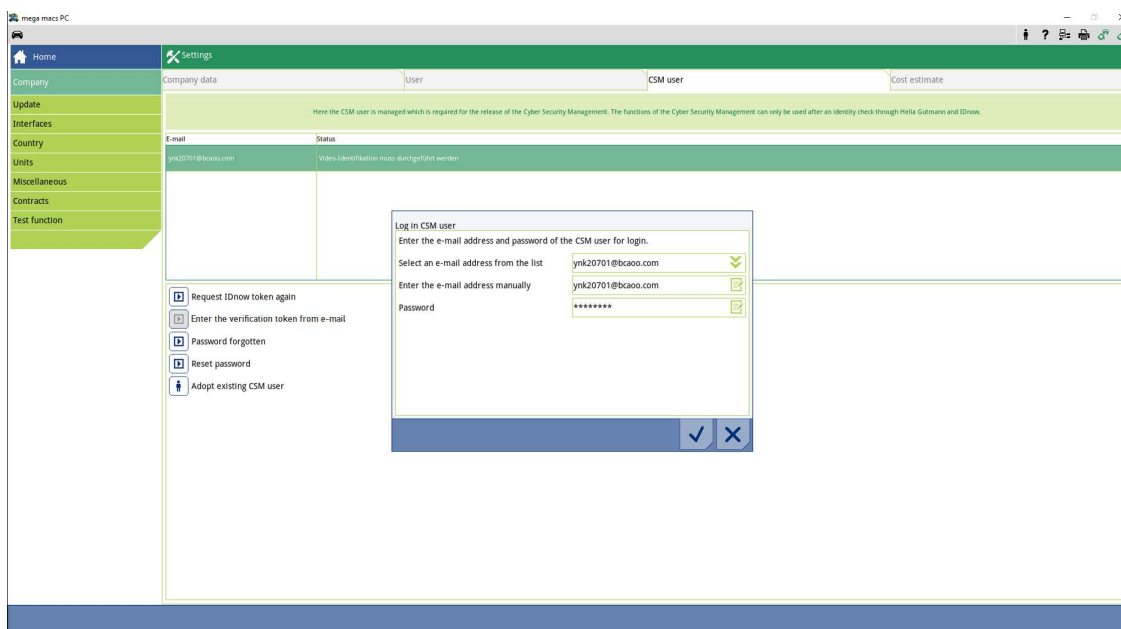 mega macs PC
Home
Settings
Company
Company data
User
CSM user
Cost estimate
Update
Here the CSM user is managed which is required for the release of the Cyber Security Management. The functions of the Cyber Security Management can only be used after an identity check through Hella Gutmann and IDnow.
Interfaces
Country
E-mail
Status
Units
ynk20701@bcaoo.com
Video-Identifikation muss durchgeführt werden
Miscellaneous
Contracts
Test function
Log in CSM user
Enter the e-mail address and password of the CSM user for login.
Select an e-mail address from the list
ynk20701@bcaoo.com
Enter the e-mail address manually
ynk20701@bcaoo.com
Password
********
Request IDnow token again
Enter the verification token from e-mail
Password forgotten
Reset password
Adopt existing CSM user